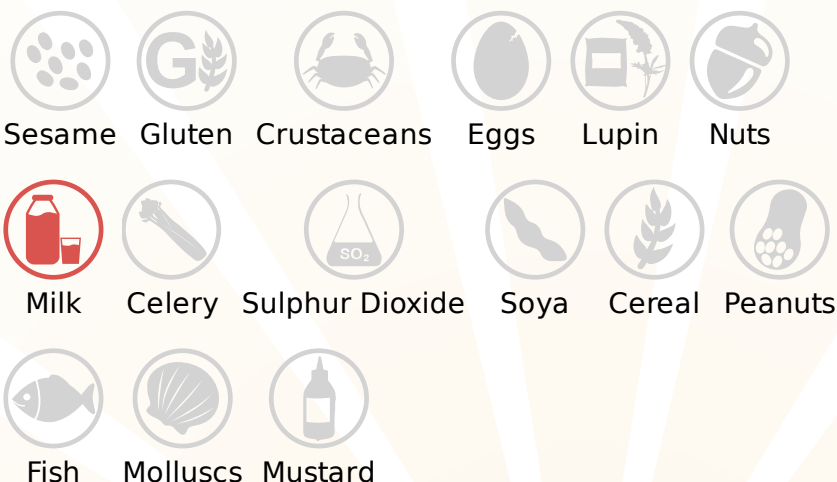 G
Sesame Gluten Crustaceans Eggs Lupin Nuts
SO₂
Milk Celery Sulphur Dioxide Soya Cereal Peanuts
Fish Molluscs Mustard